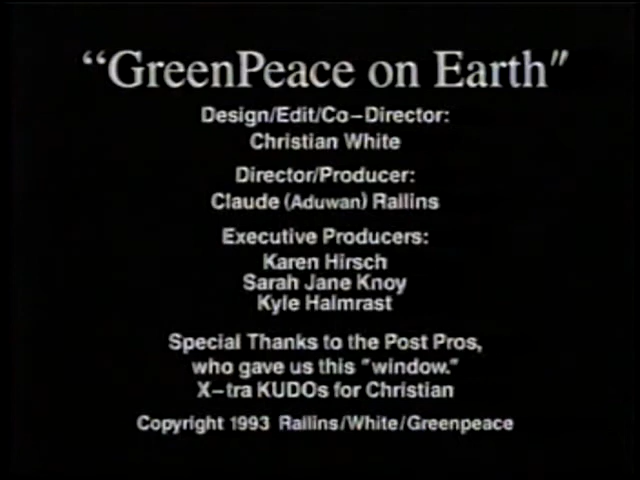 “GreenPeace on Earth”
Design/Edit/Co-Director:
Christian White
Director/Producer:
Claude (Aduwan) Rallins
Executive Producers:
Karen Hirsch
Sarah Jane Knoy
Kyle Halmrast
Special Thanks to the Post Pros,
who gave us this "window."
X-tra KUDOs for Christian
Copyright 1993 Rallins/White/Greenpeace